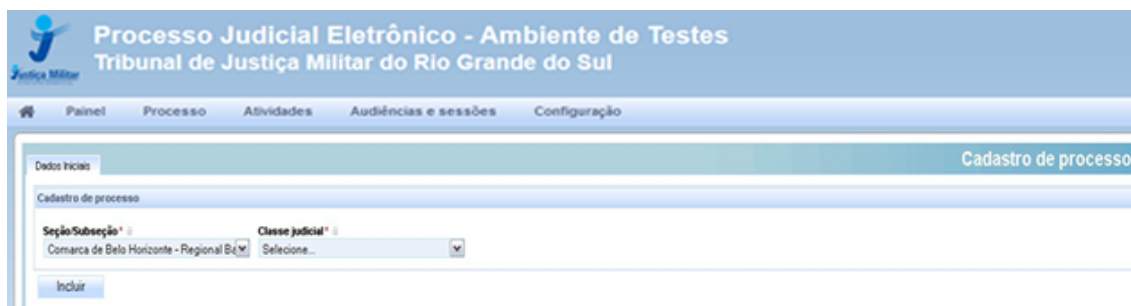 Processo Judicial Eletrônico - Ambiente de Testes
Tribunal de Justiça Militar do Rio Grande do Sul
Justiça Militar
Painel Processo Atividades Audiências e sessões Configuração
Dados Iniciais Cadastro de processo
Cadastro de processo
Seção/Subseção* Classe judicial*
Comarca de Belo Horizonte - Regional Ba Selecione...
Incluir